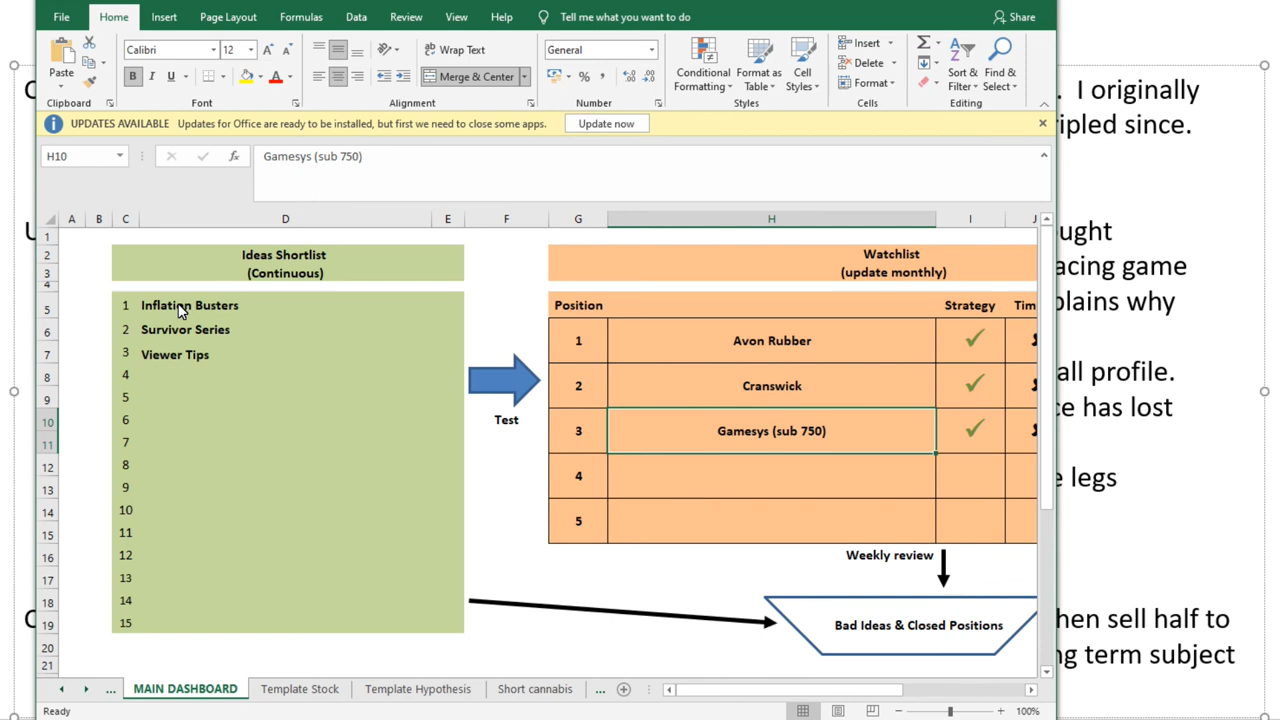 File Home Insert Page Layout Formulas Data Review View Help Tell me what you want to do Share
Calibri 12 Wrap Text General Insert
Paste B I U Merge & Center % Conditional Format as Cell Delete Sort & Find &
Formatting Table Styles Format Filter Select
Clipboard Font Alignment Number Styles Cells Editing
UPDATES AVAILABLE Updates for Office are ready to be installed, but first we need to close some apps. Update now
H10 fx Gamesys (sub 750)
A B C D E F G H I J
1
2 Ideas Shortlist Watchlist
3 (Continuous) (update monthly)
4
5 1 Inflation Busters Position Strategy Tim
6 2 Survivor Series 1 Avon Rubber
7 3 Viewer Tips
8 4 2 Cranswick
9 5
10 6 Test 3 Gamesys (sub 750)
11 7
12 8 4
13 9
14 10 5
15 11
16 12 Weekly review
17 13
18 14
19 15 Bad Ideas & Closed Positions
20
21
... MAIN DASHBOARD Template Stock Template Hypothesis Short cannabis ...
Ready 100%
. I originally
ipled since.
ught
acing game
plains why
all profile.
ce has lost
e legs
hen sell half to
ng term subject